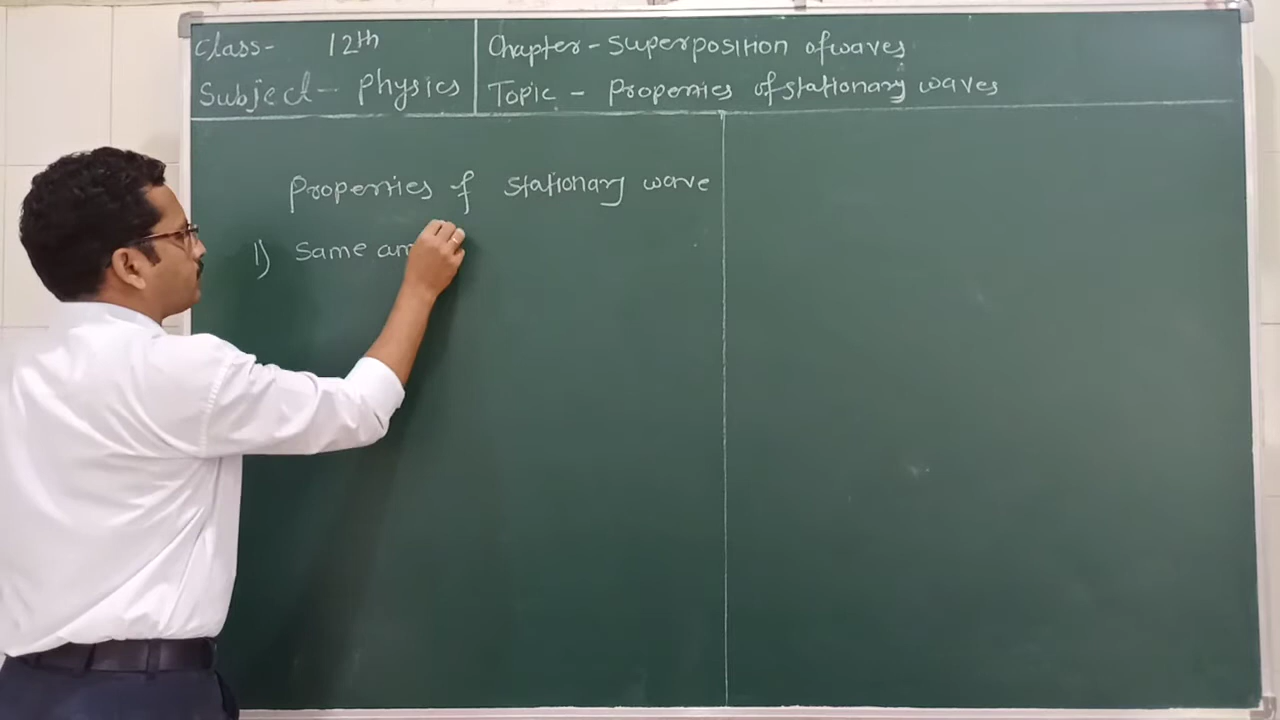 Class- 12th
Subject- Physics
Chapter - Superposition of waves
Topic - Properties of stationary waves
Properties of stationary wave
1) Same am